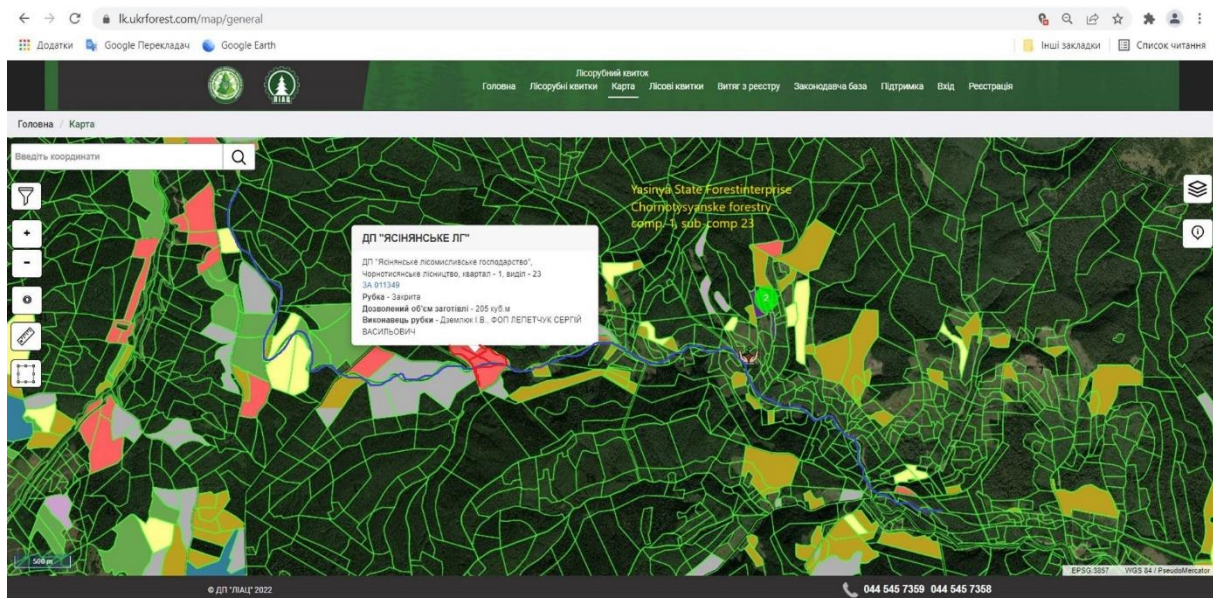 lk.ukrforest.com/map/general
Додатки Google Перекладач Google Earth Інші закладки Список читання
Лісорубний квиток
Головна Лісорубні квитки Карта Лісові квитки Витяг з реєстру Законодавча база Підтримка Вхід Реєстрація
ЛІАЦ
Головна / Карта
Введіть координати
Yasinya State Forestinterprise
Chornotysyanske forestry
comp. 1, sub-comp 23
ДП "ЯСІНЯНСЬКЕ ЛГ"
ДП "Ясінянське лісомисливське господарство",
Чорнотисянське лісництво, квартал - 1, виділ - 23
ЗА 011349
Рубка - Закрита
Дозволений об'єм заготівлі - 205 куб.м
Виконавець рубки - Дземлюк І.В., ФОП ЛЕПЕТЧУК СЕРГІЙ
ВАСИЛЬОВИЧ
2
500 m
EPSG:3857 WGS 84 / PseudoMercator
© ДП "ЛІАЦ" 2022
044 545 7359 044 545 7358